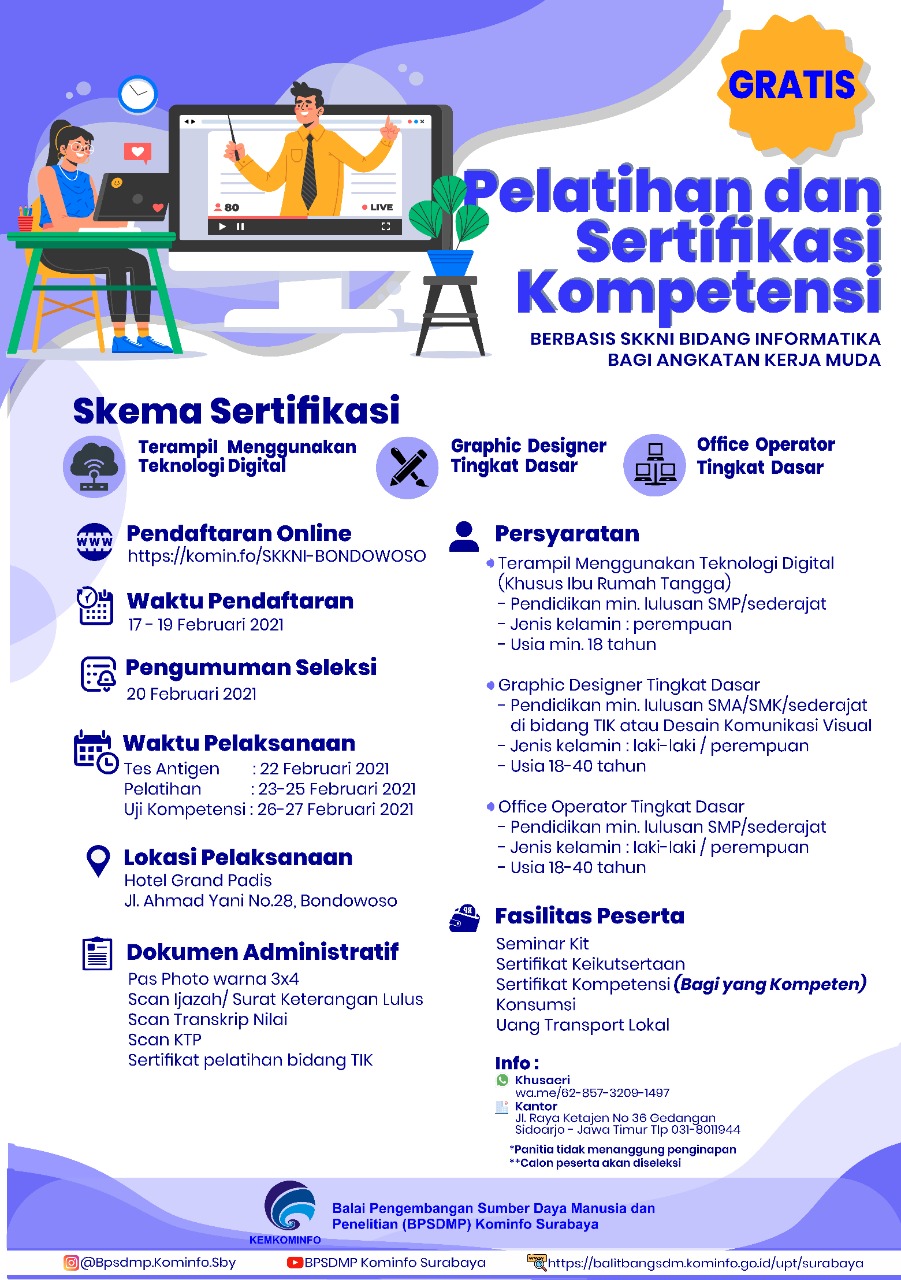 GRATIS
80
LIVE
Pelatihan dan
Sertifikasi
Kompetensi
BERBASIS SKKNI BIDANG INFORMATIKA
BAGI ANGKATAN KERJA MUDA
Skema Sertifikasi
Terampil Menggunakan
Teknologi Digital
Graphic Designer
Tingkat Dasar
Office Operator
Tingkat Dasar
WWW
Pendaftaran Online
https://komin.fo/SKKNI-BONDOWOSO
Waktu Pendaftaran
17 - 19 Februari 2021
Pengumuman Seleksi
20 Februari 2021
Waktu Pelaksanaan
Tes Antigen : 22 Februari 2021
Pelatihan : 23-25 Februari 2021
Uji Kompetensi : 26-27 Februari 2021
Lokasi Pelaksanaan
Hotel Grand Padis
Jl. Ahmad Yani No.28, Bondowoso
Dokumen Administratif
Pas Photo warna 3x4
Scan Ijazah/ Surat Keterangan Lulus
Scan Transkrip Nilai
Scan KTP
Sertifikat pelatihan bidang TIK
Persyaratan
Terampil Menggunakan Teknologi Digital
(Khusus Ibu Rumah Tangga)
- Pendidikan min. lulusan SMP/sederajat
- Jenis kelamin : perempuan
- Usia min. 18 tahun
Graphic Designer Tingkat Dasar
- Pendidikan min. lulusan SMA/SMK/sederajat
di bidang TIK atau Desain Komunikasi Visual
- Jenis kelamin : laki-laki / perempuan
- Usia 18-40 tahun
Office Operator Tingkat Dasar
- Pendidikan min. lulusan SMP/sederajat
- Jenis kelamin : laki-laki / perempuan
- Usia 18-40 tahun
Fasilitas Peserta
Seminar Kit
Sertifikat Keikutsertaan
Sertifikat Kompetensi (Bagi yang Kompeten)
Konsumsi
Uang Transport Lokal
Info :
Khusaeri
wa.me/62-857-3209-1497
Kantor
Jl. Raya Ketajen No 36 Gedangan
Sidoarjo - Jawa Timur Tlp 031-8011944
*Panitia tidak menanggung penginapan
**Calon peserta akan diseleksi
KEMKOMINFO
Balai Pengembangan Sumber Daya Manusia dan
Penelitian (BPSDMP) Kominfo Surabaya
@Bpsdmp.Kominfo.Sby
BPSDMP Kominfo Surabaya
https://balitbangsdm.kominfo.go.id/upt/surabaya